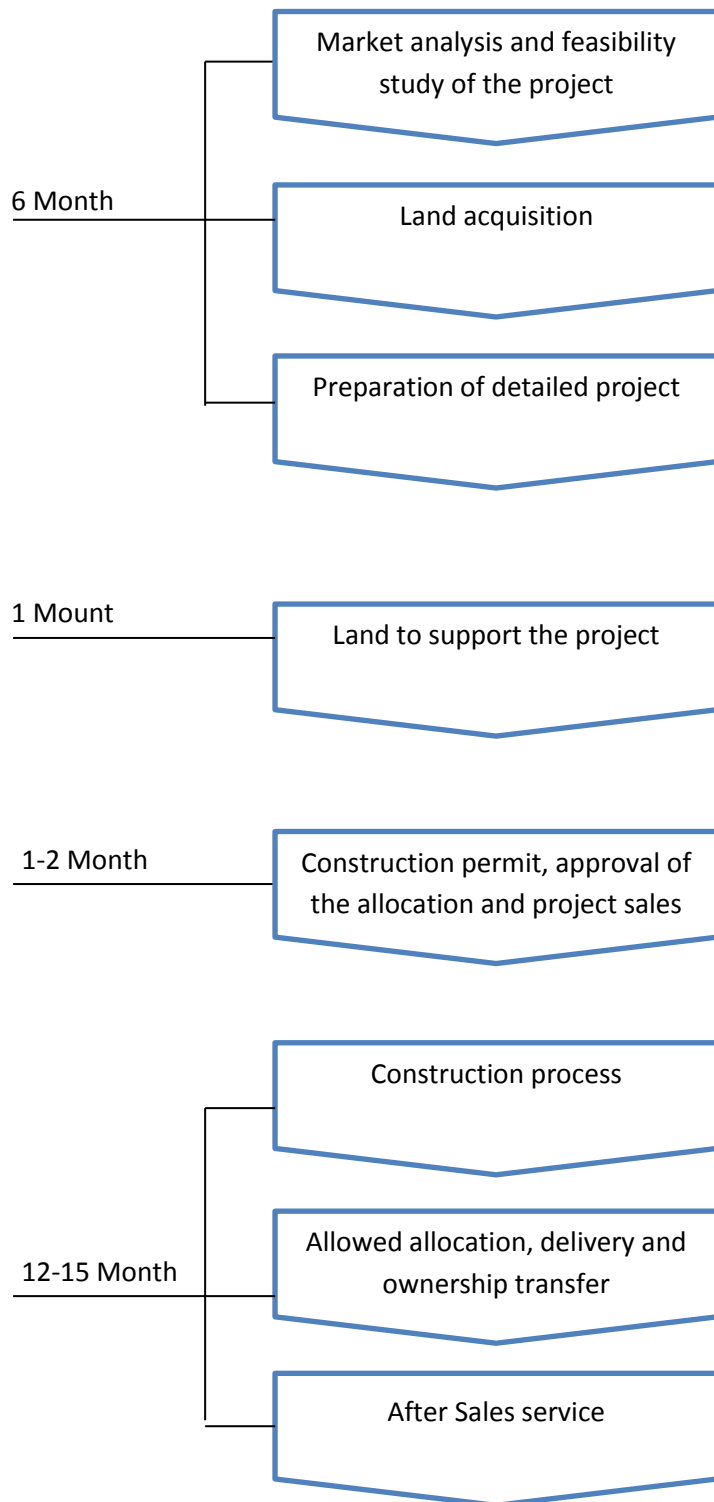 Market analysis and feasibility
study of the project
6 Month
Land acquisition
Preparation of detailed project
1 Mount
Land to support the project
1-2 Month
Construction permit, approval of
the allocation and project sales
Construction process
12-15 Month
Allowed allocation, delivery and
ownership transfer
After Sales service